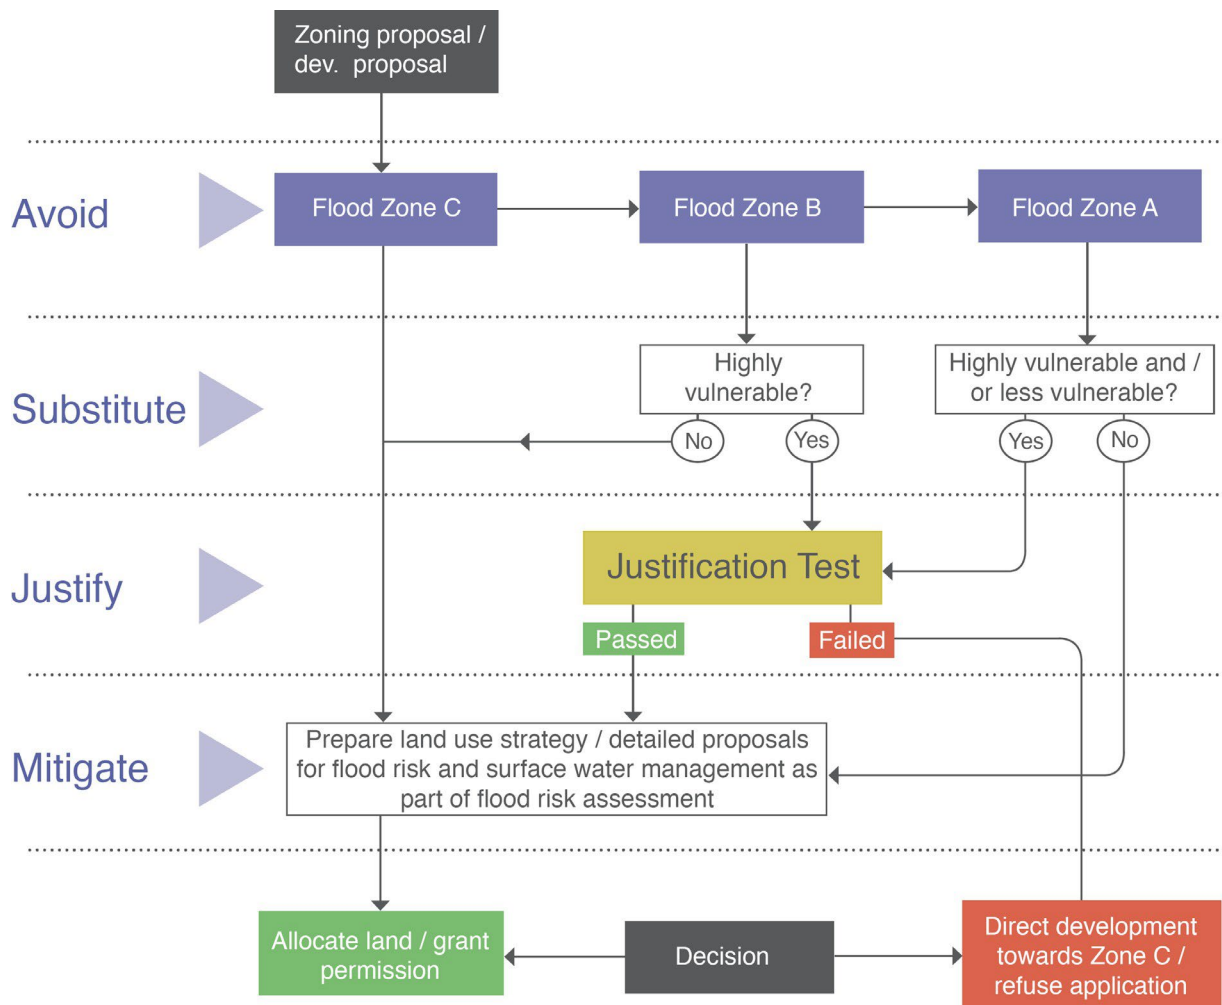 Zoning proposal /
dev. proposal
Avoid
Flood Zone C
Flood Zone B
Flood Zone A
Substitute
Highly
vulnerable?
Highly vulnerable and /
or less vulnerable?
No
Yes
Yes
No
Justify
Justification Test
Passed
Failed
Mitigate
Prepare land use strategy / detailed proposals
for flood risk and surface water management as
part of flood risk assessment
Allocate land / grant
permission
Decision
Direct development
towards Zone C /
refuse application